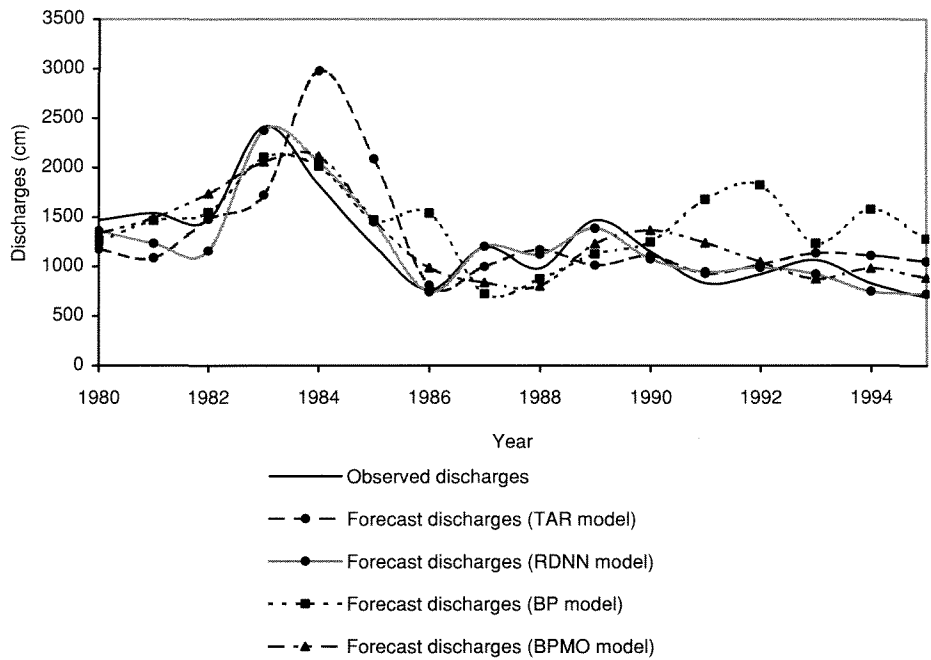 3500
3000
2500
2000
1500
1000
500
0
Discharges (cm)
1980 1982 1984 1986 1988 1990 1992 1994
Year
Observed discharges
Forecast discharges (TAR model)
Forecast discharges (RDNN model)
Forecast discharges (BP model)
Forecast discharges (BPMO model)